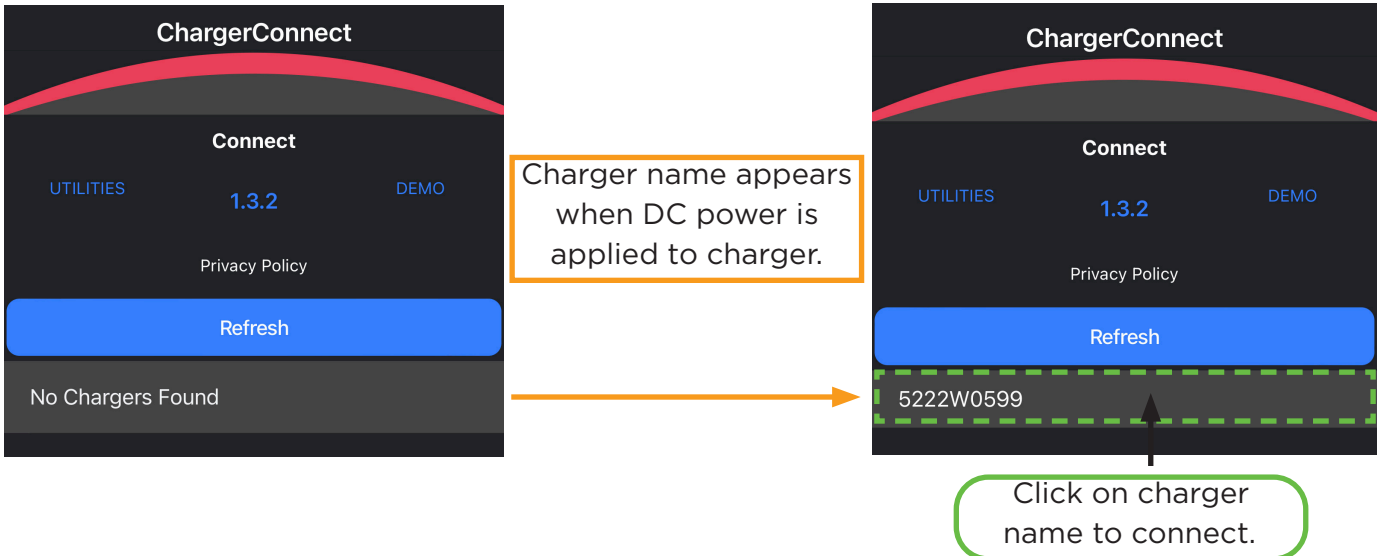 ChargerConnect
Connect
UTILITIES
1.3.2
DEMO
Privacy Policy
Refresh
No Chargers Found
Charger name appears
when DC power is
applied to charger.
ChargerConnect
Connect
UTILITIES
1.3.2
DEMO
Privacy Policy
Refresh
5222W0599
Click on charger
name to connect.